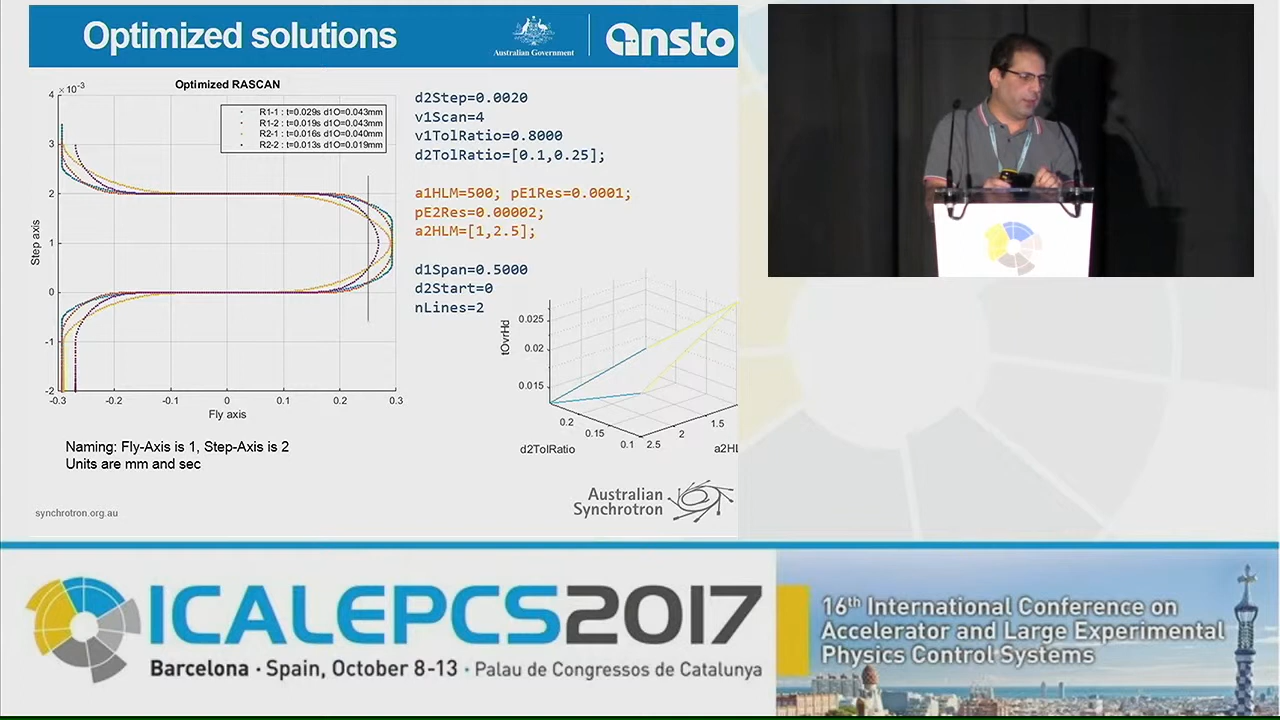 Optimized solutions
Australian Government
ansto
Optimized RASCAN
× 10⁻³
R1-1 : t=0.029s d1O=0.043mm
R1-2 : t=0.019s d1O=0.043mm
R2-1 : t=0.016s d1O=0.040mm
R2-2 : t=0.013s d1O=0.019mm
4
3
2
1
0
-1
-2
Step axis
-0.3 -0.2 -0.1 0 0.1 0.2 0.3
Fly axis
d2Step=0.0020
v1Scan=4
v1TolRatio=0.8000
d2TolRatio=[0.1,0.25];
a1HLM=500; pE1Res=0.0001;
pE2Res=0.00002;
a2HLM=[1,2.5];
d1Span=0.5000
d2Start=0
nLines=2
tOvrHd
0.025
0.02
0.015
0.2
0.15
0.1
2.5
2
1.5
d2TolRatio
a2HL
Naming: Fly-Axis is 1, Step-Axis is 2
Units are mm and sec
Australian
Synchrotron
synchrotron.org.au
ICALEPCS2017
Barcelona · Spain, October 8-13 · Palau de Congressos de Catalunya
16th International Conference on
Accelerator and Large Experimental
Physics Control Systems